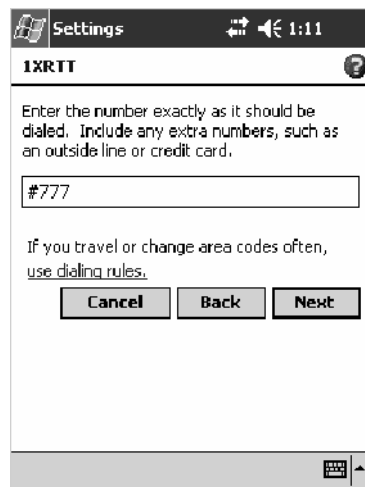 Settings 1:11
1XRTT ?
Enter the number exactly as it should be
dialed. Include any extra numbers, such as
an outside line or credit card.
#777
If you travel or change area codes often,
use dialing rules.
Cancel Back Next